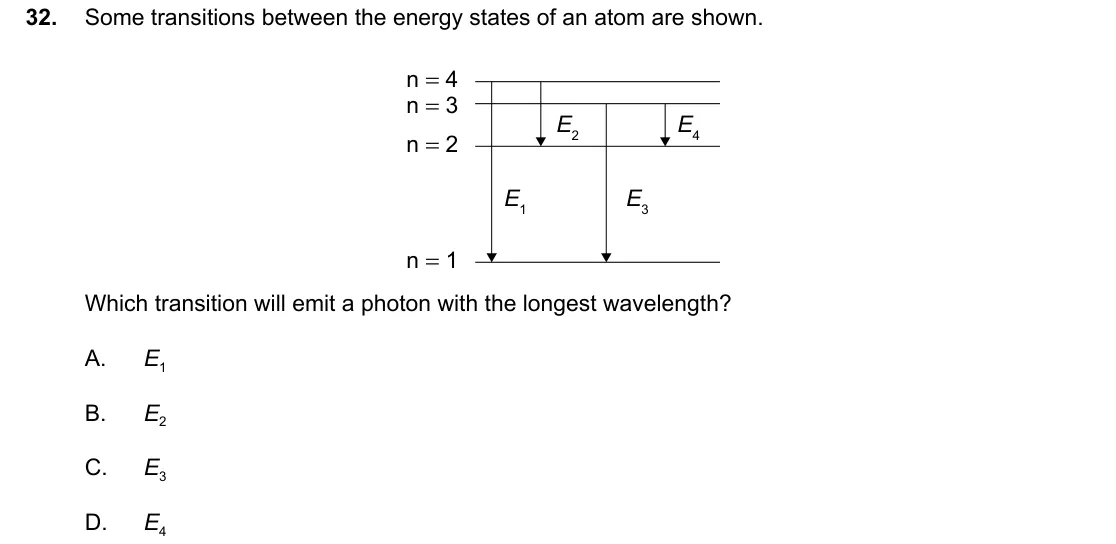 32. Some transitions between the energy states of an atom are shown.
n = 4
n = 3
E₂ E₄
n = 2
E₁ E₃
n = 1
Which transition will emit a photon with the longest wavelength?
A. E₁
B. E₂
C. E₃
D. E₄